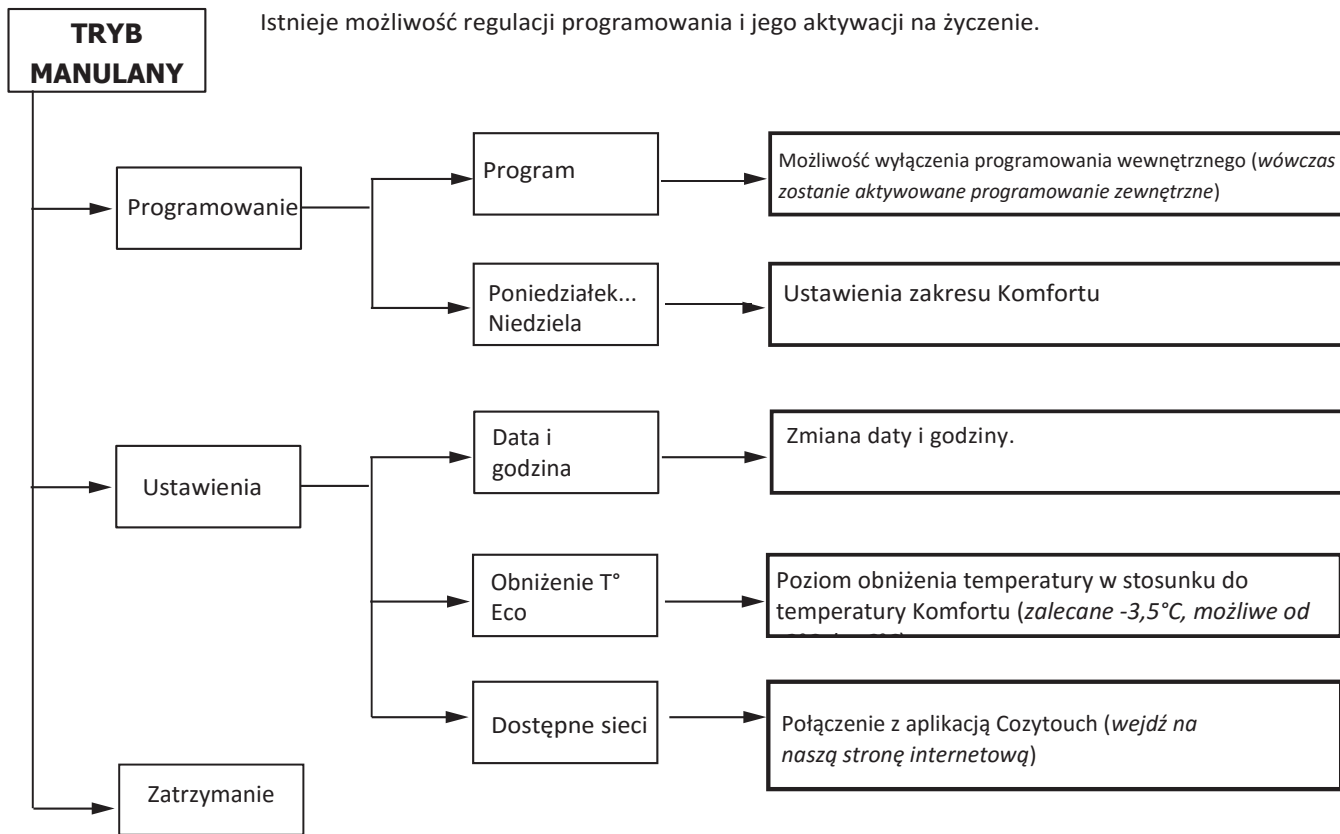 Istnieje możliwość regulacji programowania i jego aktywacji na życzenie.
TRYB
MANULANY
Programowanie
Program
Możliwość wyłączenia programowania wewnętrznego (wówczas
zostanie aktywowane programowanie zewnętrzne)
Poniedziałek...
Niedziela
Ustawienia zakresu Komfortu
Ustawienia
Data i
godzina
Zmiana daty i godziny.
Obniżenie T°
Eco
Poziom obniżenia temperatury w stosunku do
temperatury Komfortu (zalecane -3,5°C, możliwe od
Dostępne sieci
Połączenie z aplikacją Cozytouch (wejdź na
naszą stronę internetową)
Zatrzymanie